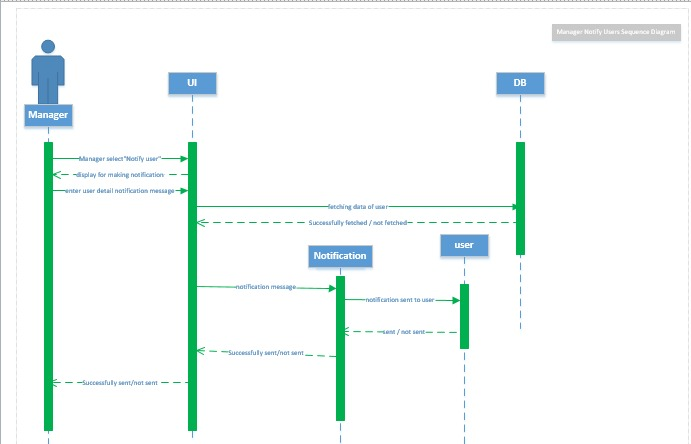 Manager Notify Users Sequence Diagram
UI
DB
Manager
Manager select"Notify user"
display for making notification
enter user detail notification message
fetching data of user
Successfully fetched / not fetched
user
Notification
notification message
notification sent to user
sent / not sent
Successfully sent/not sent
Successfully sent/not sent